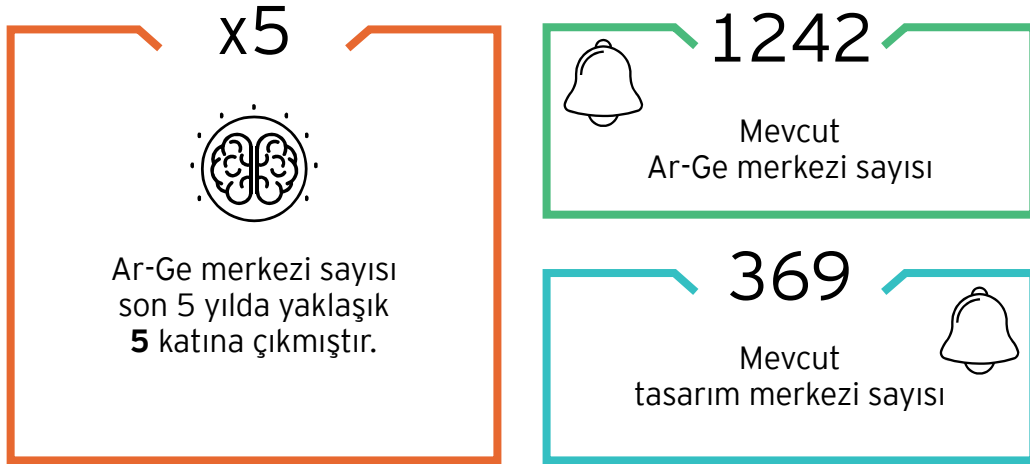 x5
Ar-Ge merkezi sayısı
son 5 yılda yaklaşık
5 katına çıkmıştır.
1242
Mevcut
Ar-Ge merkezi sayısı
369
Mevcut
tasarım merkezi sayısı